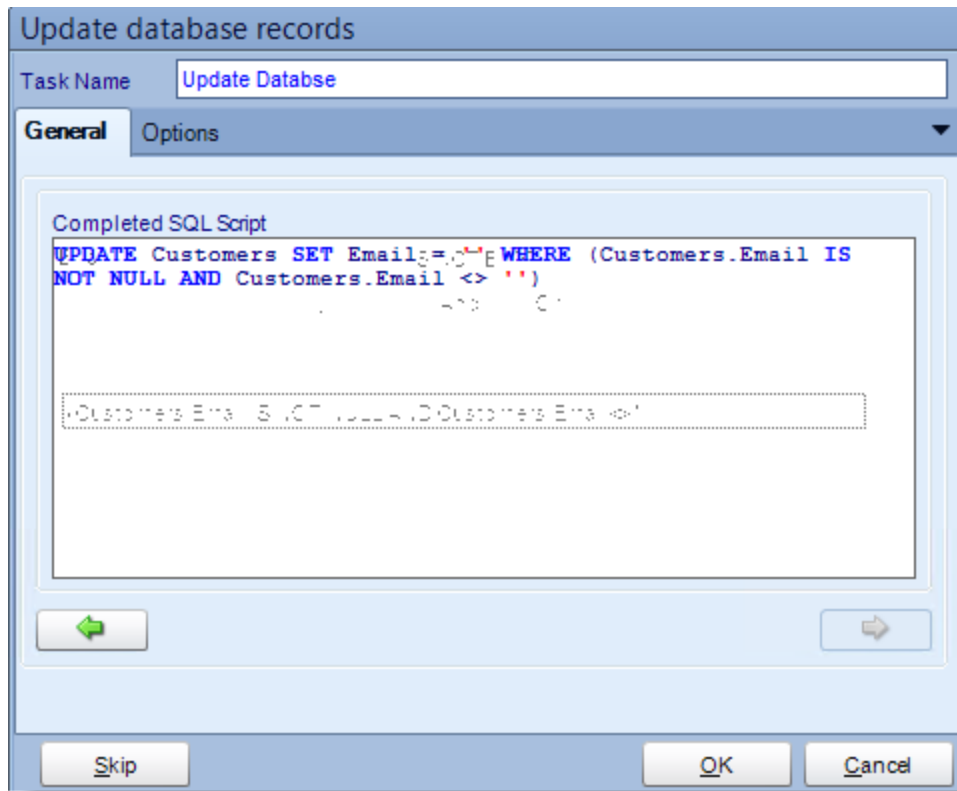 Update database records
Task Name Update Databse
General Options
Completed SQL Script
UPDATE Customers SET Email = '' WHERE (Customers.Email IS
NOT NULL AND Customers.Email <> '')
Skip OK Cancel